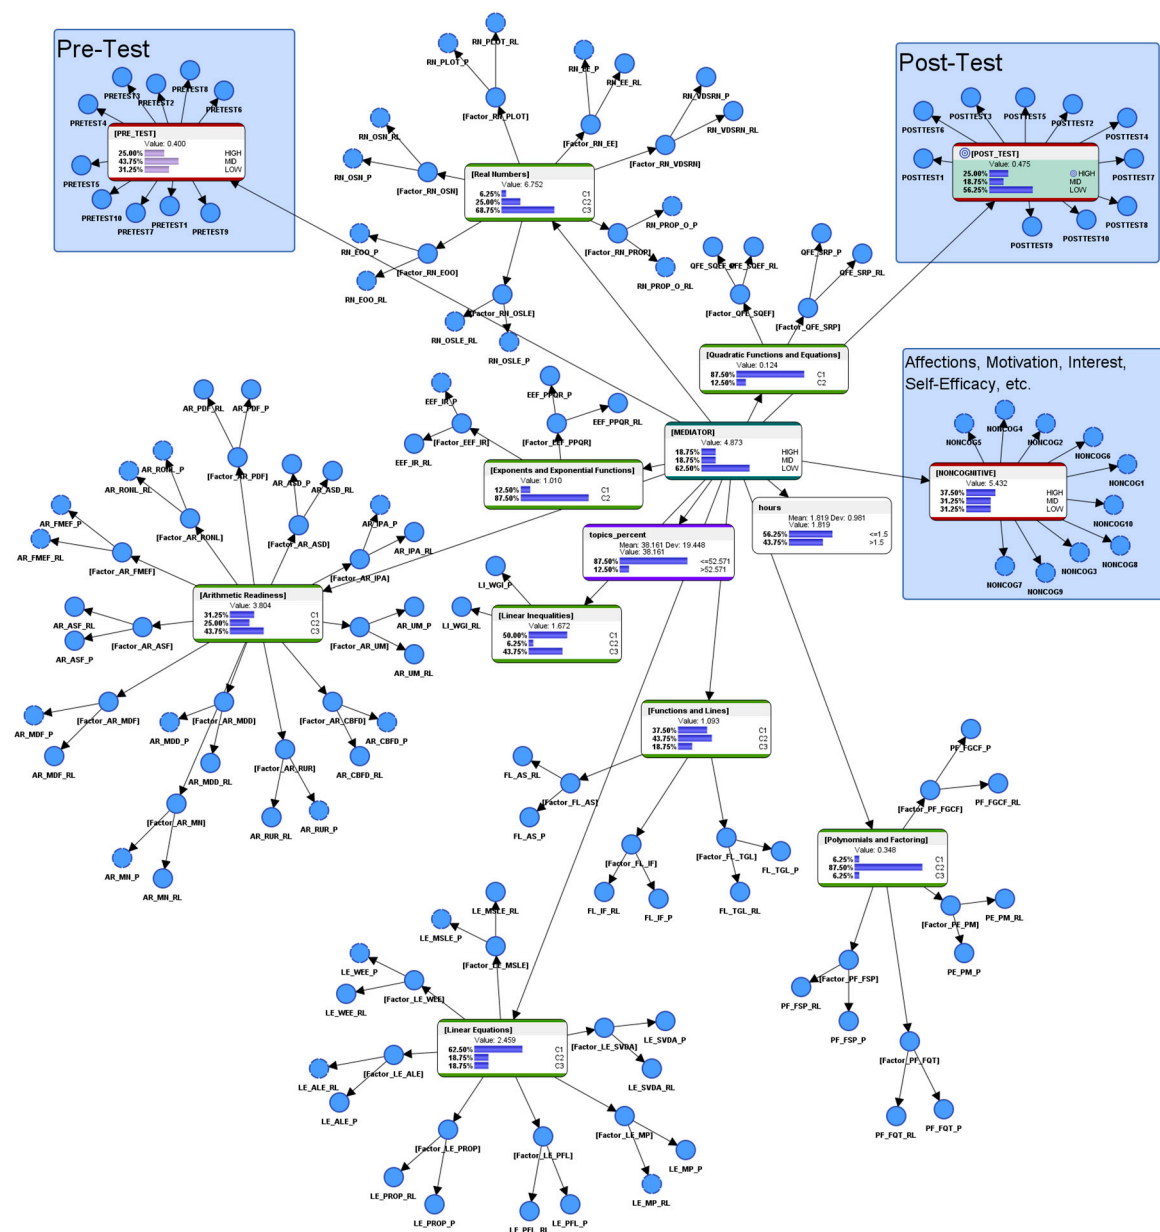 Pre-Test
PRETEST3
PRETEST2
PRETEST8
PRETEST6
PRETEST4
[PRE_TEST]
Value: 0.400
25.00% HIGH
43.75% MID
31.25% LOW
PRETEST5
PRETEST10
PRETEST7
PRETEST1
PRETEST9
Post-Test
POSTTEST6
POSTTEST3
POSTTEST5
POSTTEST2
POSTTEST4
[POST_TEST]
Value: 0.475
25.00% HIGH
18.75% MID
56.25% LOW
POSTTEST1
POSTTEST7
POSTTEST8
POSTTEST10
POSTTEST9
RN_PLOT_RL
RN_PLOT_P
[Factor_RN_PLOT]
RN_EE_P
RN_EE_RL
[Factor_RN_EE]
RN_VDSRN_P
RN_VDSRN_RL
[Factor_RN_VDSRN]
RN_OSN_RL
RN_OSN_P
[Factor_RN_OSN]
[Real Numbers]
Value: 6.752
6.25% C1
25.00% C2
68.75% C3
RN_EOO_P
RN_EOO_RL
[Factor_RN_EOO]
RN_PROP_O_P
[Factor_RN_PROP]
RN_PROP_O_RL
[Factor_RN_OSLE]
RN_OSLE_RL
RN_OSLE_P
QFE_SQEF_RL
[Factor_QFE_SQEF]
QFE_SRP_P
QFE_SRP_RL
[Factor_QFE_SRP]
[Quadratic Functions and Equations]
Value: 0.124
87.50% C1
12.50% C2
Affections, Motivation, Interest,
Self-Efficacy, etc.
NONCOG5
NONCOG4
NONCOG2
NONCOG6
NONCOG1
[NONCOGNITIVE]
Value: 5.432
37.50% HIGH
31.25% MID
31.25% LOW
NONCOG10
NONCOG8
NONCOG7
NONCOG9
NONCOG3
[MEDIATOR]
Value: 4.873
18.75% HIGH
18.75% MID
62.50% LOW
EEF_IR_P
EEF_IR_RL
[Factor_EEF_IR]
EEF_PPQR_P
EEF_PPQR_RL
[Factor_EEF_PPQR]
[Exponents and Exponential Functions]
Value: 1.010
12.50% C1
87.50% C2
hours
Mean: 1.819 Dev: 0.981
Value: 1.819
56.25% <=1.5
43.75% >1.5
topics_percent
Mean: 38.161 Dev: 19.448
Value: 38.161
87.50% <=52.571
12.50% >52.571
LI_WGI_P
LI_WGI_RL
[Linear Inequalities]
Value: 1.672
50.00% C1
6.25% C2
43.75% C3
AR_PDF_RL
AR_PDF_P
[Factor_AR_PDF]
AR_RONL_P
AR_RONL_RL
[Factor_AR_RONL]
AR_ASD_P
AR_ASD_RL
[Factor_AR_ASD]
AR_FMEF_P
AR_FMEF_RL
[Factor_AR_FMEF]
AR_IPA_P
AR_IPA_RL
[Factor_AR_IPA]
[Arithmetic Readiness]
Value: 3.804
31.25% C1
25.00% C2
43.75% C3
AR_ASF_RL
AR_ASF_P
[Factor_AR_ASF]
AR_UM_P
[Factor_AR_UM]
AR_UM_RL
[Factor_AR_MDF]
AR_MDF_P
AR_MDF_RL
[Factor_AR_MDD]
AR_MDD_P
AR_MDD_RL
[Factor_AR_CBFD]
AR_CBFD_P
AR_CBFD_RL
[Factor_AR_RUR]
AR_RUR_RL
AR_RUR_P
[Factor_AR_MN]
AR_MN_P
AR_MN_RL
[Functions and Lines]
Value: 1.093
37.50% C1
43.75% C2
18.75% C3
FL_AS_RL
[Factor_FL_AS]
FL_AS_P
[Factor_FL_IF]
FL_IF_RL
FL_IF_P
[Factor_FL_TGL]
FL_TGL_P
FL_TGL_RL
PF_FGCF_P
[Factor_PF_FGCF]
PF_FGCF_RL
[Polynomials and Factoring]
Value: 0.348
6.25% C1
87.50% C2
6.25% C3
[Factor_PE_PM]
PE_PM_RL
PE_PM_P
[Factor_PF_FSP]
PF_FSP_RL
PF_FSP_P
[Factor_PF_FQT]
PF_FQT_RL
PF_FQT_P
LE_MSLE_RL
LE_MSLE_P
[Factor_LE_MSLE]
LE_WEE_P
LE_WEE_RL
[Factor_LE_WEE]
[Linear Equations]
Value: 2.459
62.50% C1
18.75% C2
18.75% C3
LE_SVDA_P
[Factor_LE_SVDA]
LE_SVDA_RL
[Factor_LE_ALE]
LE_ALE_RL
LE_ALE_P
[Factor_LE_PROP]
LE_PROP_RL
LE_PROP_P
[Factor_LE_PFL]
LE_PFL_RL
LE_PFL_P
[Factor_LE_MP]
LE_MP_P
LE_MP_RL